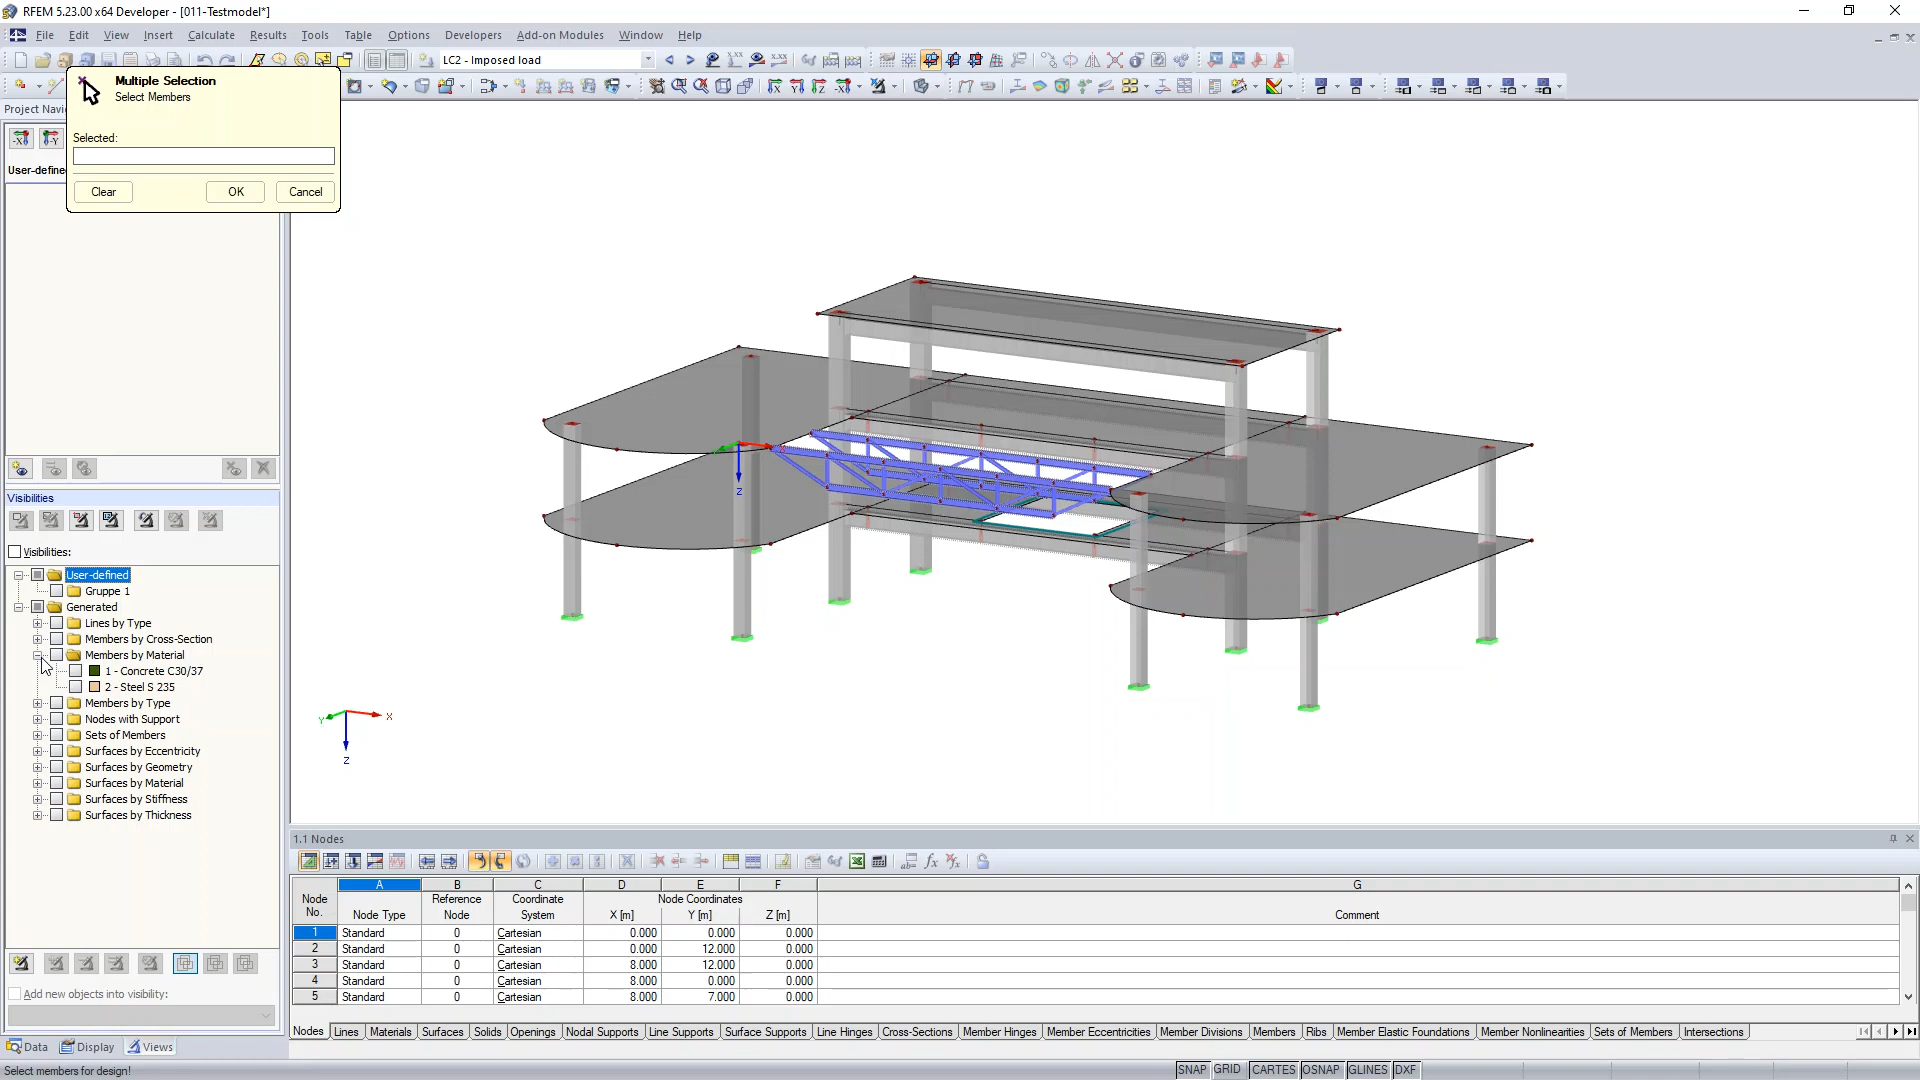 RFEM 5.23.00 x64 Developer - [011-Testmodel*]
File Edit View Insert Calculate Results Tools Table Options Developers Add-on Modules Window Help
LC2 - Imposed load
Multiple Selection
Select Members
Project Navi
Selected:
User-define
Clear OK Cancel
Visibilities
Visibilities:
User-defined
Gruppe 1
Generated
Lines by Type
Members by Cross-Section
Members by Material
1 - Concrete C30/37
2 - Steel S 235
Members by Type
Nodes with Support
Sets of Members
Surfaces by Eccentricity
Surfaces by Geometry
Surfaces by Material
Surfaces by Stiffness
Surfaces by Thickness
Add new objects into visibility:
Data Display Views
Select members for design!
Z
Y X
Z
1.1 Nodes
A B C D E F G
Node No. Node Type Reference Node Coordinate System Node Coordinates X [m] Y [m] Z [m] Comment
1 Standard 0 Cartesian 0.000 0.000 0.000
2 Standard 0 Cartesian 0.000 12.000 0.000
3 Standard 0 Cartesian 8.000 12.000 0.000
4 Standard 0 Cartesian 8.000 0.000 0.000
5 Standard 0 Cartesian 8.000 7.000 0.000
Nodes Lines Materials Surfaces Solids Openings Nodal Supports Line Supports Surface Supports Line Hinges Cross-Sections Member Hinges Member Eccentricities Member Divisions Members Ribs Member Elastic Foundations Member Nonlinearities Sets of Members Intersections
SNAP GRID CARTES OSNAP GLINES DXF